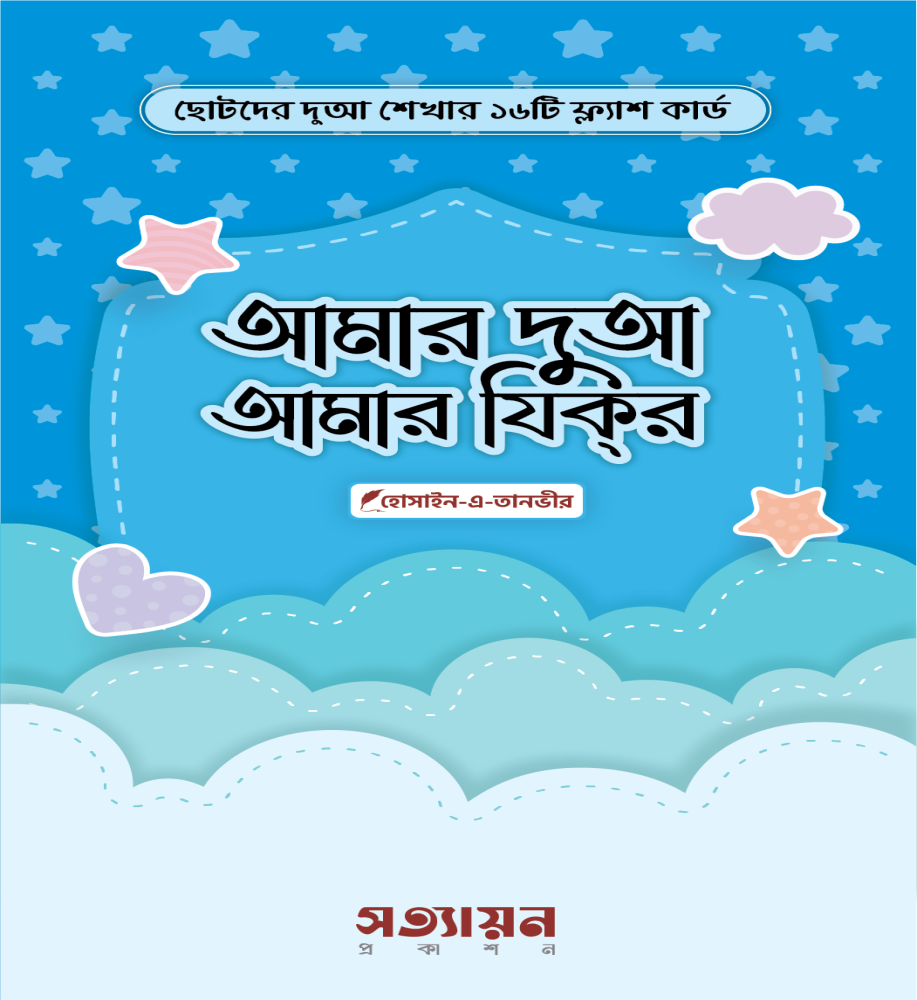 ছোটদের দুআ শেখার ১৬টি ফ্ল্যাশ কার্ড
আমার দুআ
আমার যিক্‌র
হোসাইন-এ-তানভীর
সত্যায়ন
প্রকাশন